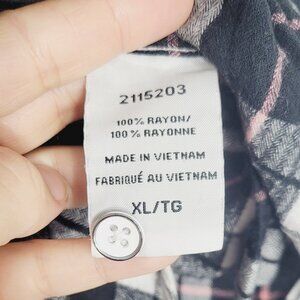 2115203
100% RAYON/
100% RAYONNE
MADE IN VIETNAM
FABRIQUÉ AU VIETNAM
XL/TG